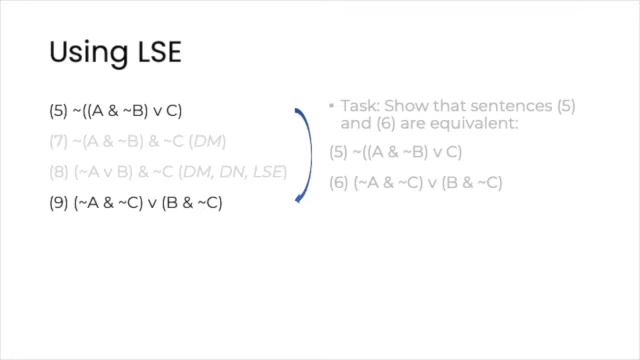 Using LSE
(5) ~((A & ~B) v C)
(7) ~(A & ~B) & ~C (DM)
(8) (~A v B) & ~C (DM, DN, LSE)
(9) (~A & ~C) v (B & ~C)
• Task: Show that sentences (5)
and (6) are equivalent:
(5) ~((A & ~B) v C)
(6) (~A & ~C) v (B & ~C)